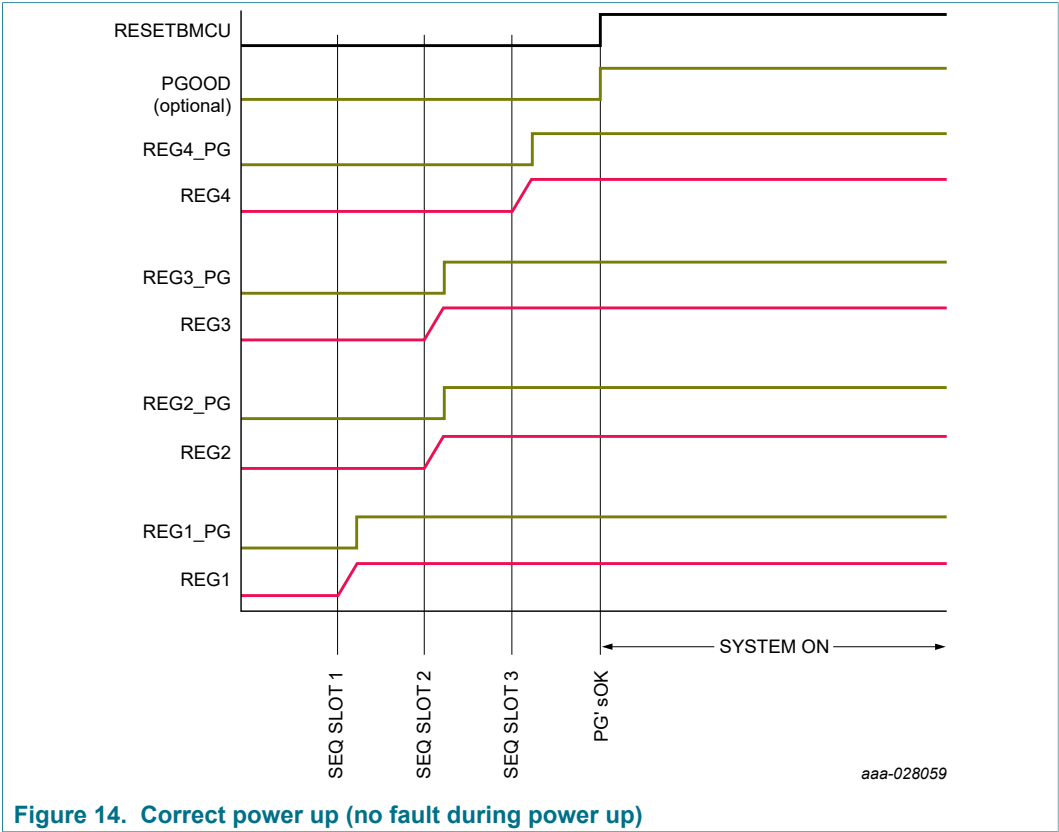 RESETBMCU
PGOOD
(optional)
REG4_PG
REG4
REG3_PG
REG3
REG2_PG
REG2
REG1_PG
REG1
SYSTEM ON
SEQ SLOT 1
SEQ SLOT 2
SEQ SLOT 3
PG' sOK
aaa-028059
Figure 14. Correct power up (no fault during power up)